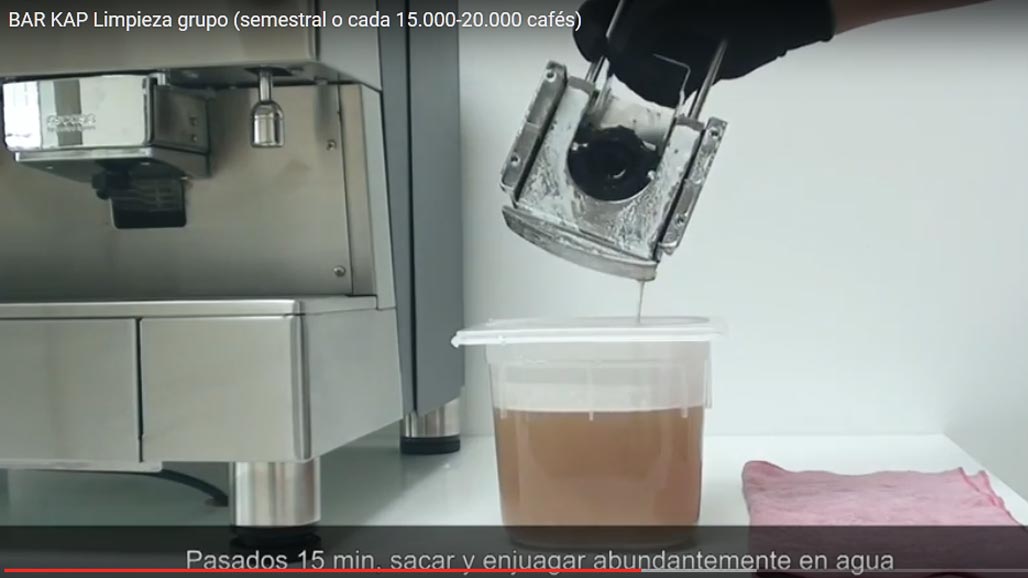 BAR KAP Limpieza grupo (semestral o cada 15.000-20.000 cafés)
Pasados 15 min. sacar y enjuagar abundantemente en agua